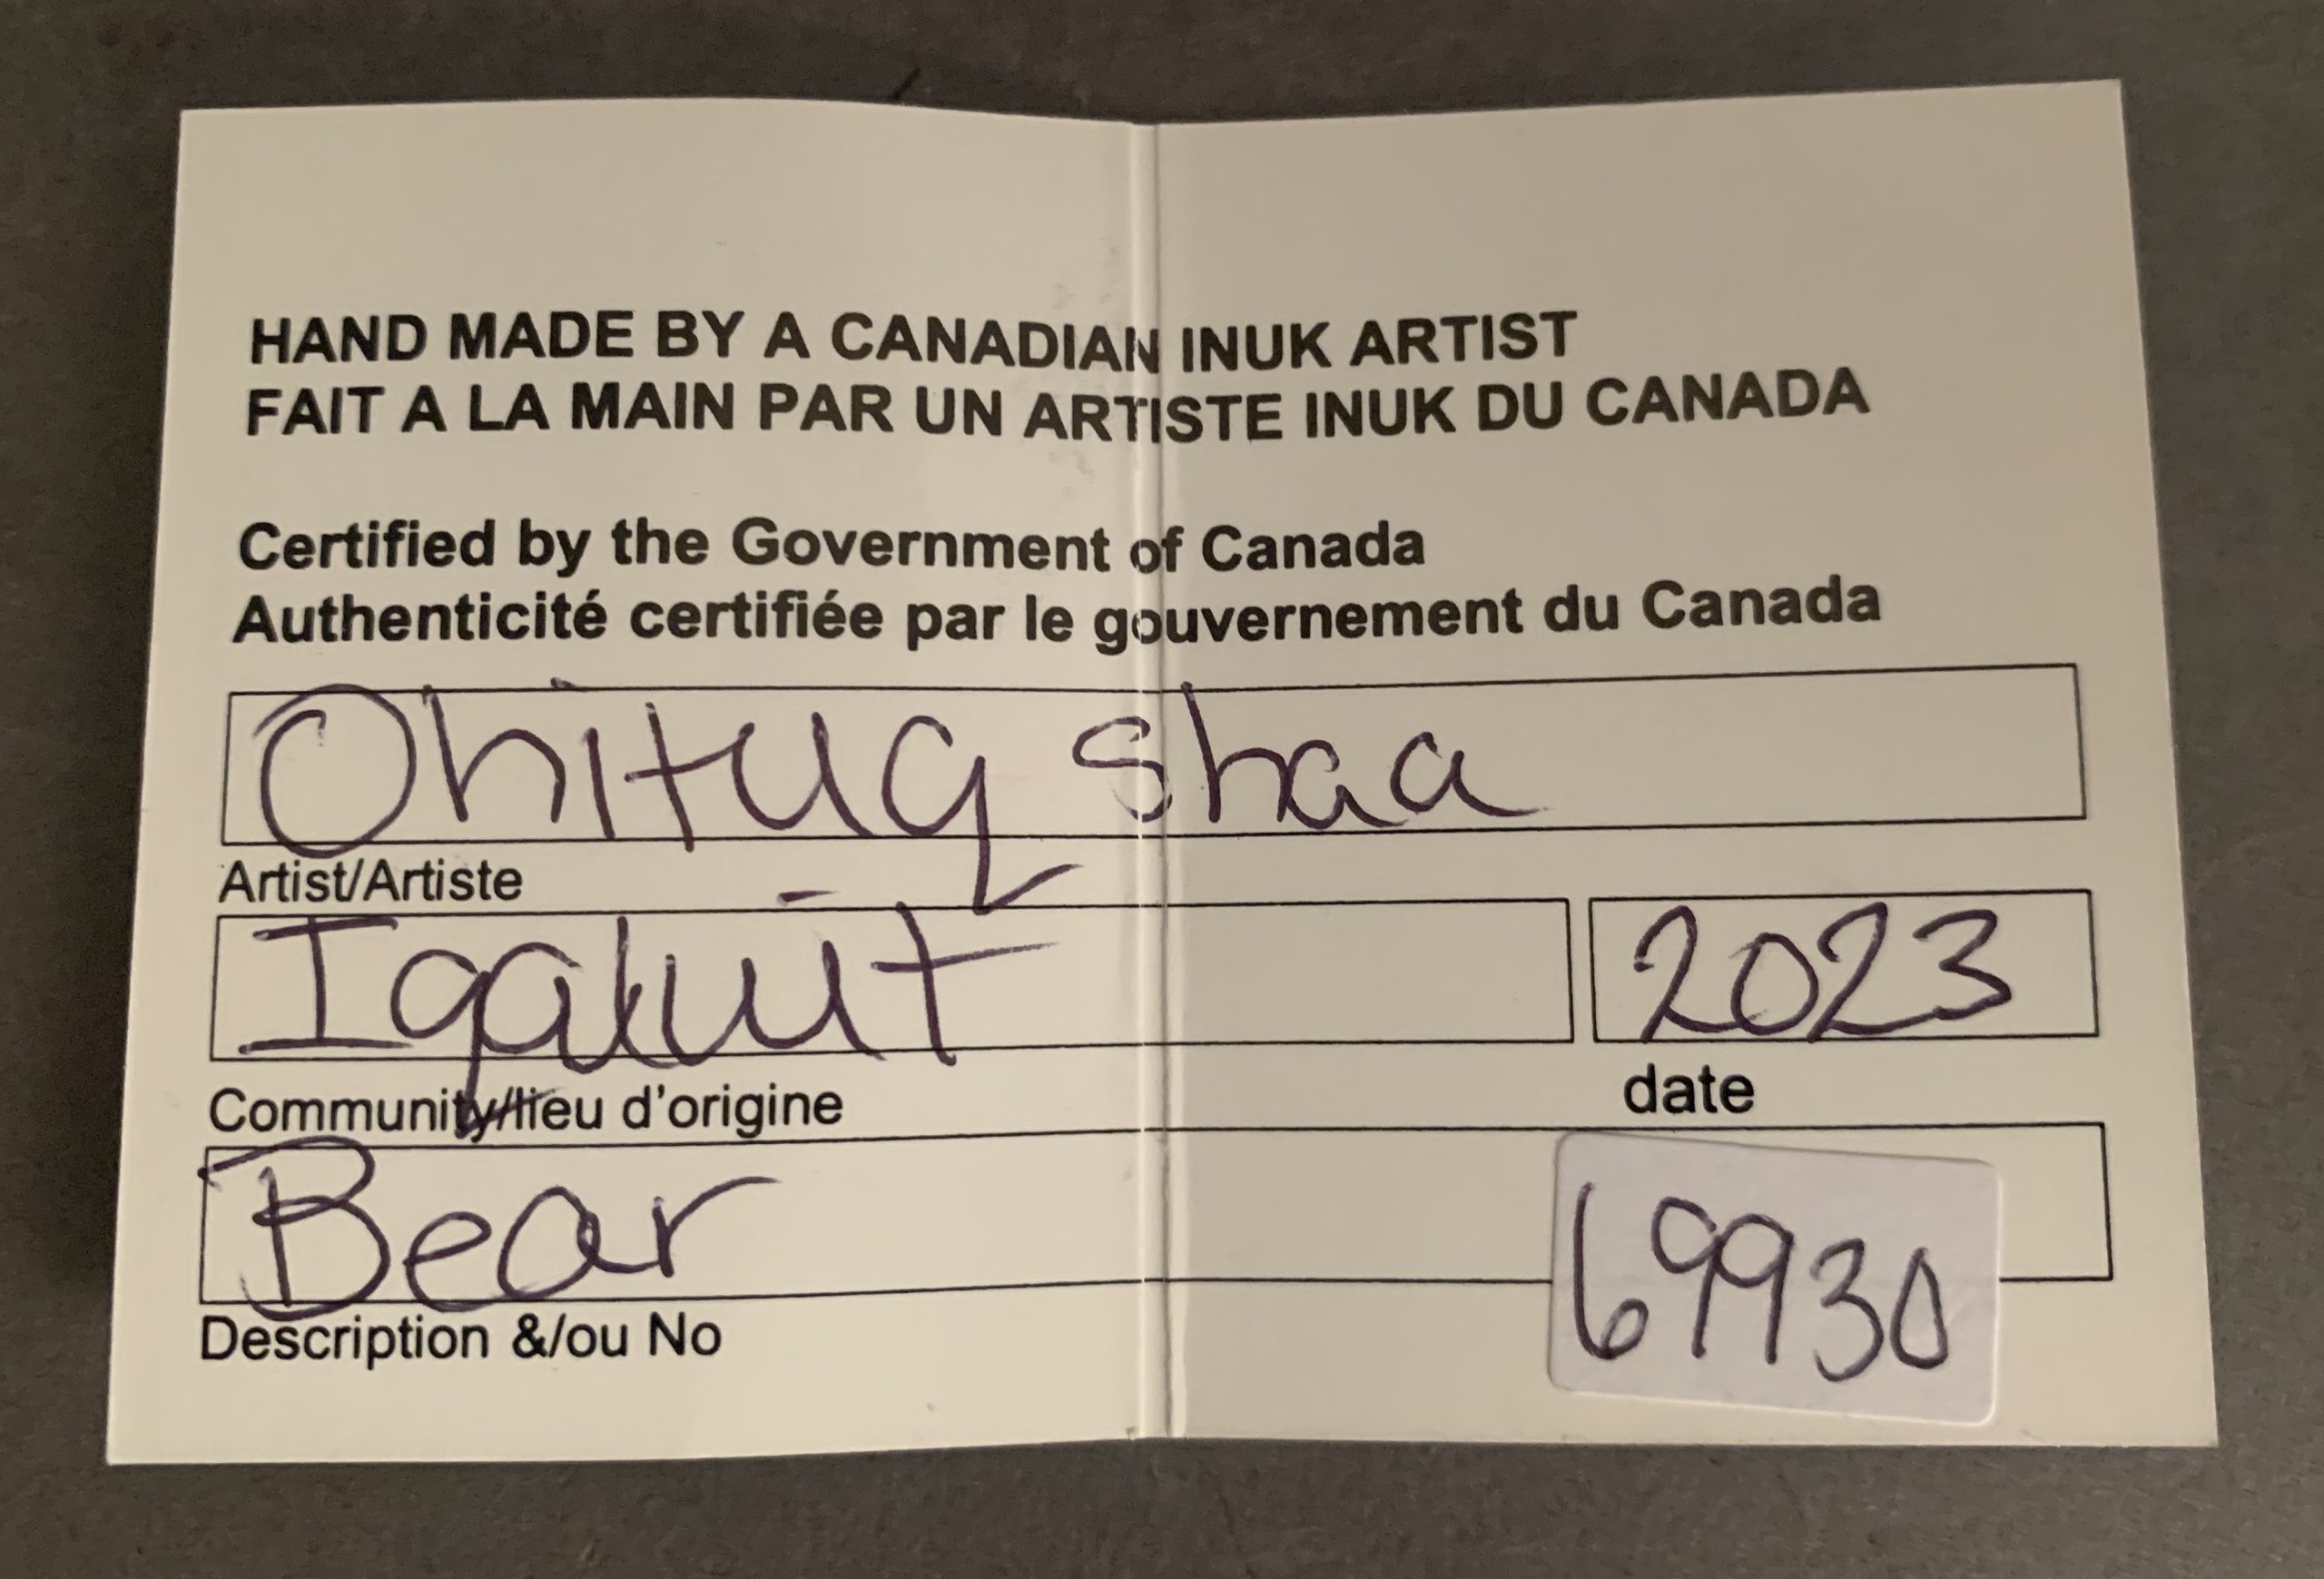 HAND MADE BY A CANADIAN INUK ARTIST
FAIT A LA MAIN PAR UN ARTISTE INUK DU CANADA
Certified by the Government of Canada
Authenticité certifiée par le gouvernement du Canada
Ohituq shaa
Artist/Artiste
Iqaluit 2023
Community/lieu d'origine date
Bear 69930
Description &/ou No